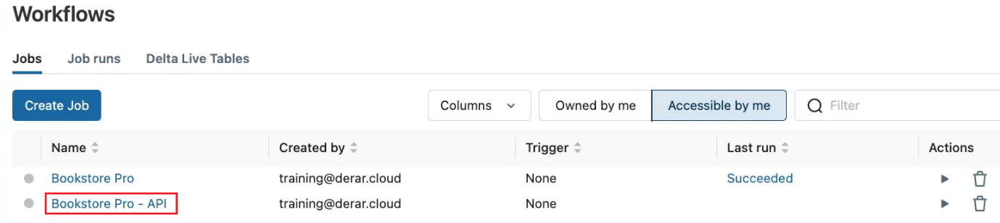 Workflows
Jobs Job runs Delta Live Tables
Create Job Columns Owned by me Accessible by me Filter
Name Created by Trigger Last run Actions
Bookstore Pro training@derar.cloud None Succeeded
Bookstore Pro - API training@derar.cloud None